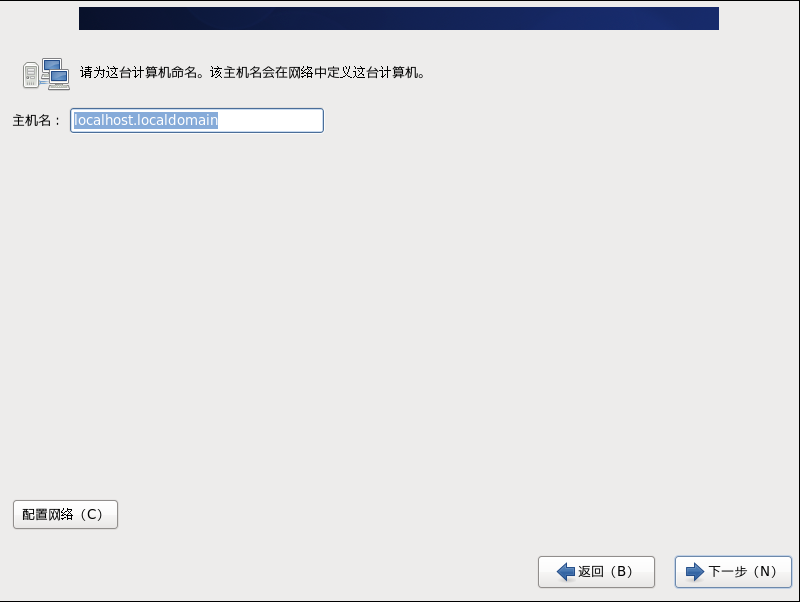 请为这台计算机命名。该主机名会在网络中定义这台计算机。
主机名：
localhost.localdomain
配置网络（C）
返回（B）
下一步（N）